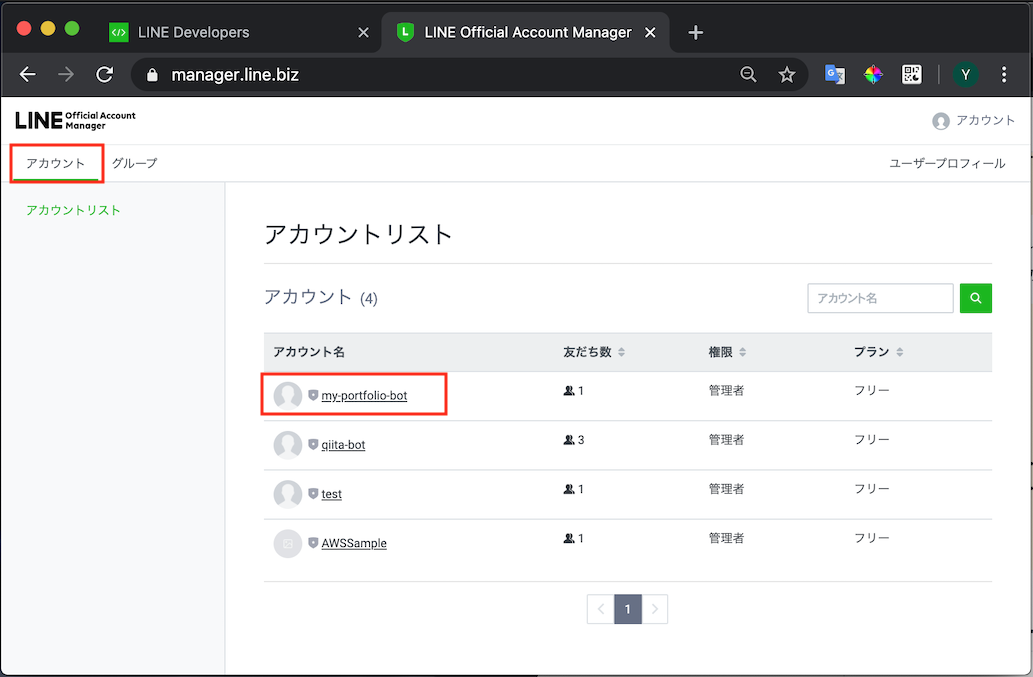 LINE Developers
LINE Official Account Manager
manager.line.biz
Y
LINE Official Account Manager
アカウント
アカウント グループ ユーザープロフィール
アカウントリスト
アカウントリスト
アカウント (4)
アカウント名
アカウント名 友だち数 権限 プラン
my-portfolio-bot 1 管理者 フリー
qiita-bot 3 管理者 フリー
test 1 管理者 フリー
AWSSample 1 管理者 フリー
1